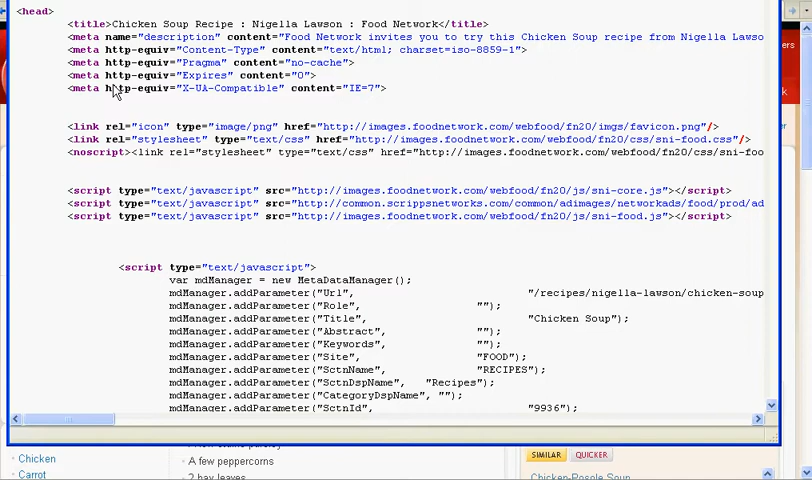 <head>
<title>Chicken Soup Recipe : Nigella Lawson : Food Network</title>
<meta name="description" content="Food Network invites you to try this Chicken Soup recipe from Nigella Lawso
<meta http-equiv="Content-Type" content="text/html; charset=iso-8859-1">
<meta http-equiv="Pragma" content="no-cache">
<meta http-equiv="Expires" content="0">
<meta http-equiv="X-UA-Compatible" content="IE=7">
<link rel="icon" type="image/png" href="http://images.foodnetwork.com/webfood/fn20/imgs/favicon.png"/>
<link rel="stylesheet" type="text/css" href="http://images.foodnetwork.com/webfood/fn20/css/sni-food.css"/>
<noscript><link rel="stylesheet" type="text/css" href="http://images.foodnetwork.com/webfood/fn20/css/sni-foo
<script type="text/javascript" src="http://images.foodnetwork.com/webfood/fn20/js/sni-core.js"></script>
<script type="text/javascript" src="http://common.scrippsnetworks.com/common/adimages/networkads/food/prod/ad
<script type="text/javascript" src="http://images.foodnetwork.com/webfood/fn20/js/sni-food.js"></script>
<script type="text/javascript">
var mdManager = new MetaDataManager();
mdManager.addParameter("Url", "/recipes/nigella-lawson/chicken-soup
mdManager.addParameter("Role", "");
mdManager.addParameter("Title", "Chicken Soup");
mdManager.addParameter("Abstract", "");
mdManager.addParameter("Keywords", "");
mdManager.addParameter("Site", "FOOD");
mdManager.addParameter("SctnName", "RECIPES");
mdManager.addParameter("SctnDspName", "Recipes");
mdManager.addParameter("CategoryDspName", "");
mdManager.addParameter("SctnId", "9936");
Chicken
A few peppercorns
SIMILAR QUICKER
Carrot
2 bay leaves
Chicken-Posole Soup